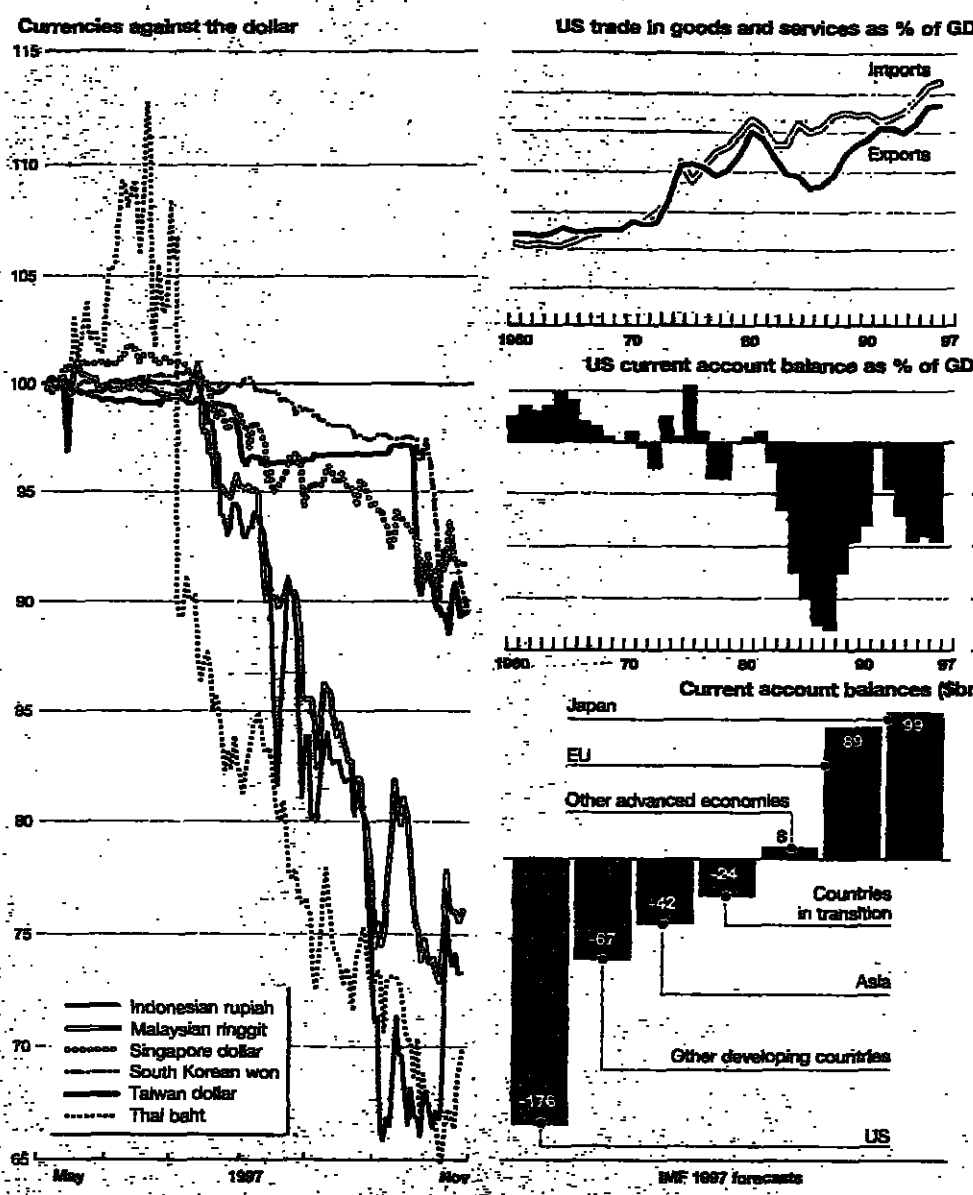 Currencies against the dollar
115
110
105
100
95
90
85
80
75
70
65
Indonesian rupiah
Malaysian ringgit
Singapore dollar
South Korean won
Taiwan dollar
Thai baht
May 1997 Nov
US trade in goods and services as % of GD
Imports
Exports
1960 70 80 90 97
US current account balance as % of GD
1960 70 80 90 97
Current account balances ($bn
Japan
99
EU
89
Other advanced economies
-24
Countries
in transition
-42
Asia
-67
Other developing countries
-176
US
IMF 1997 forecasts